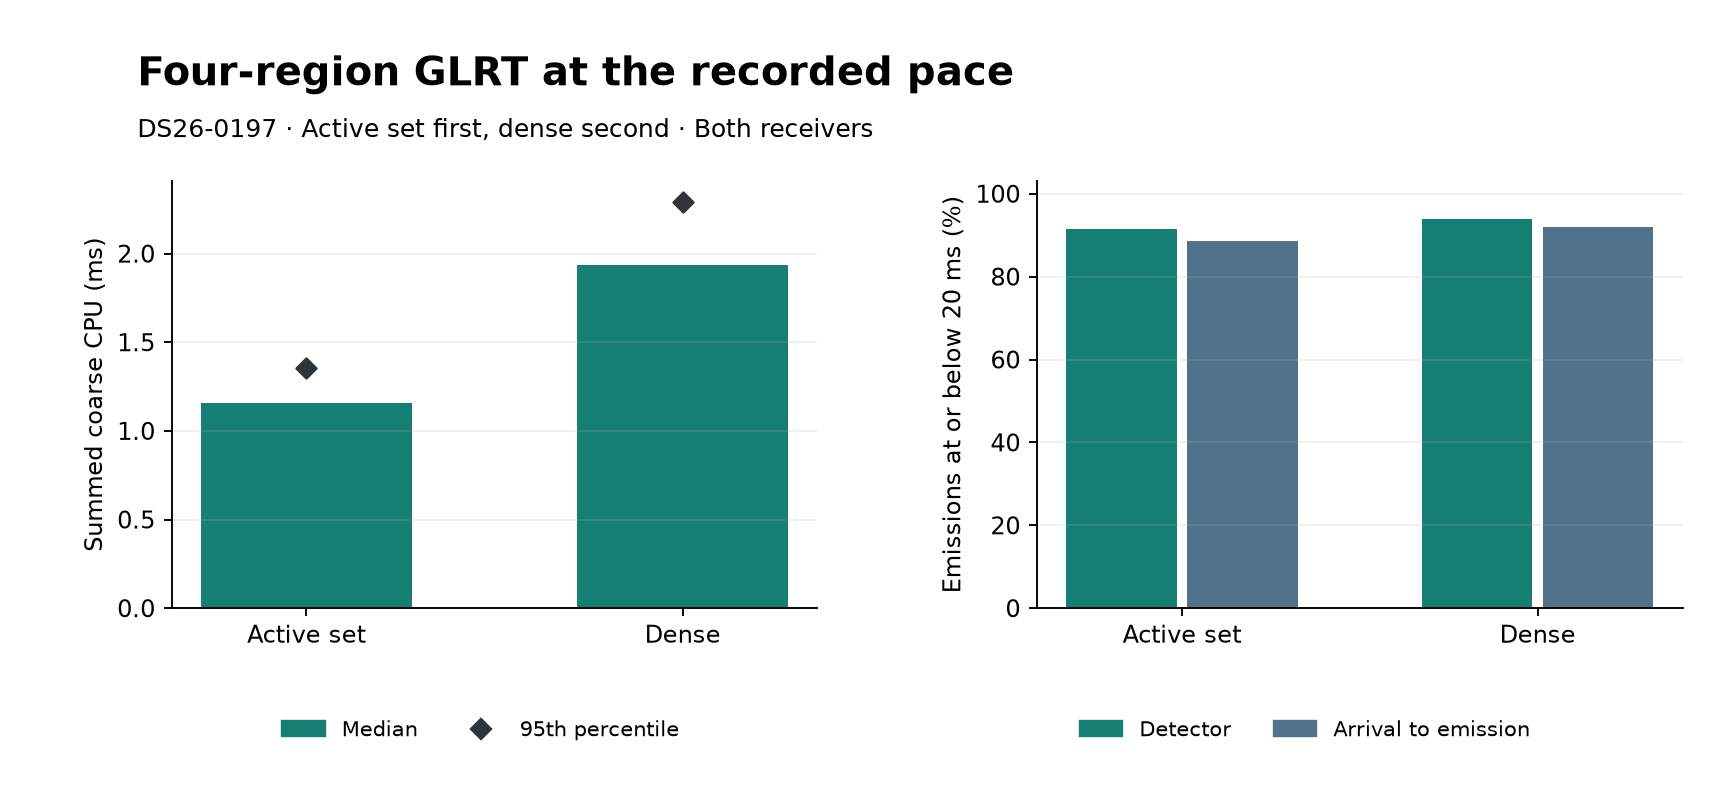 Four-region GLRT at the recorded pace
DS26-0197 · Active set first, dense second · Both receivers
Summed coarse CPU (ms)
2.0
1.5
1.0
0.5
0.0
Active set
Dense
Median
95th percentile
Emissions at or below 20 ms (%)
100
80
60
40
20
0
Active set
Dense
Detector
Arrival to emission